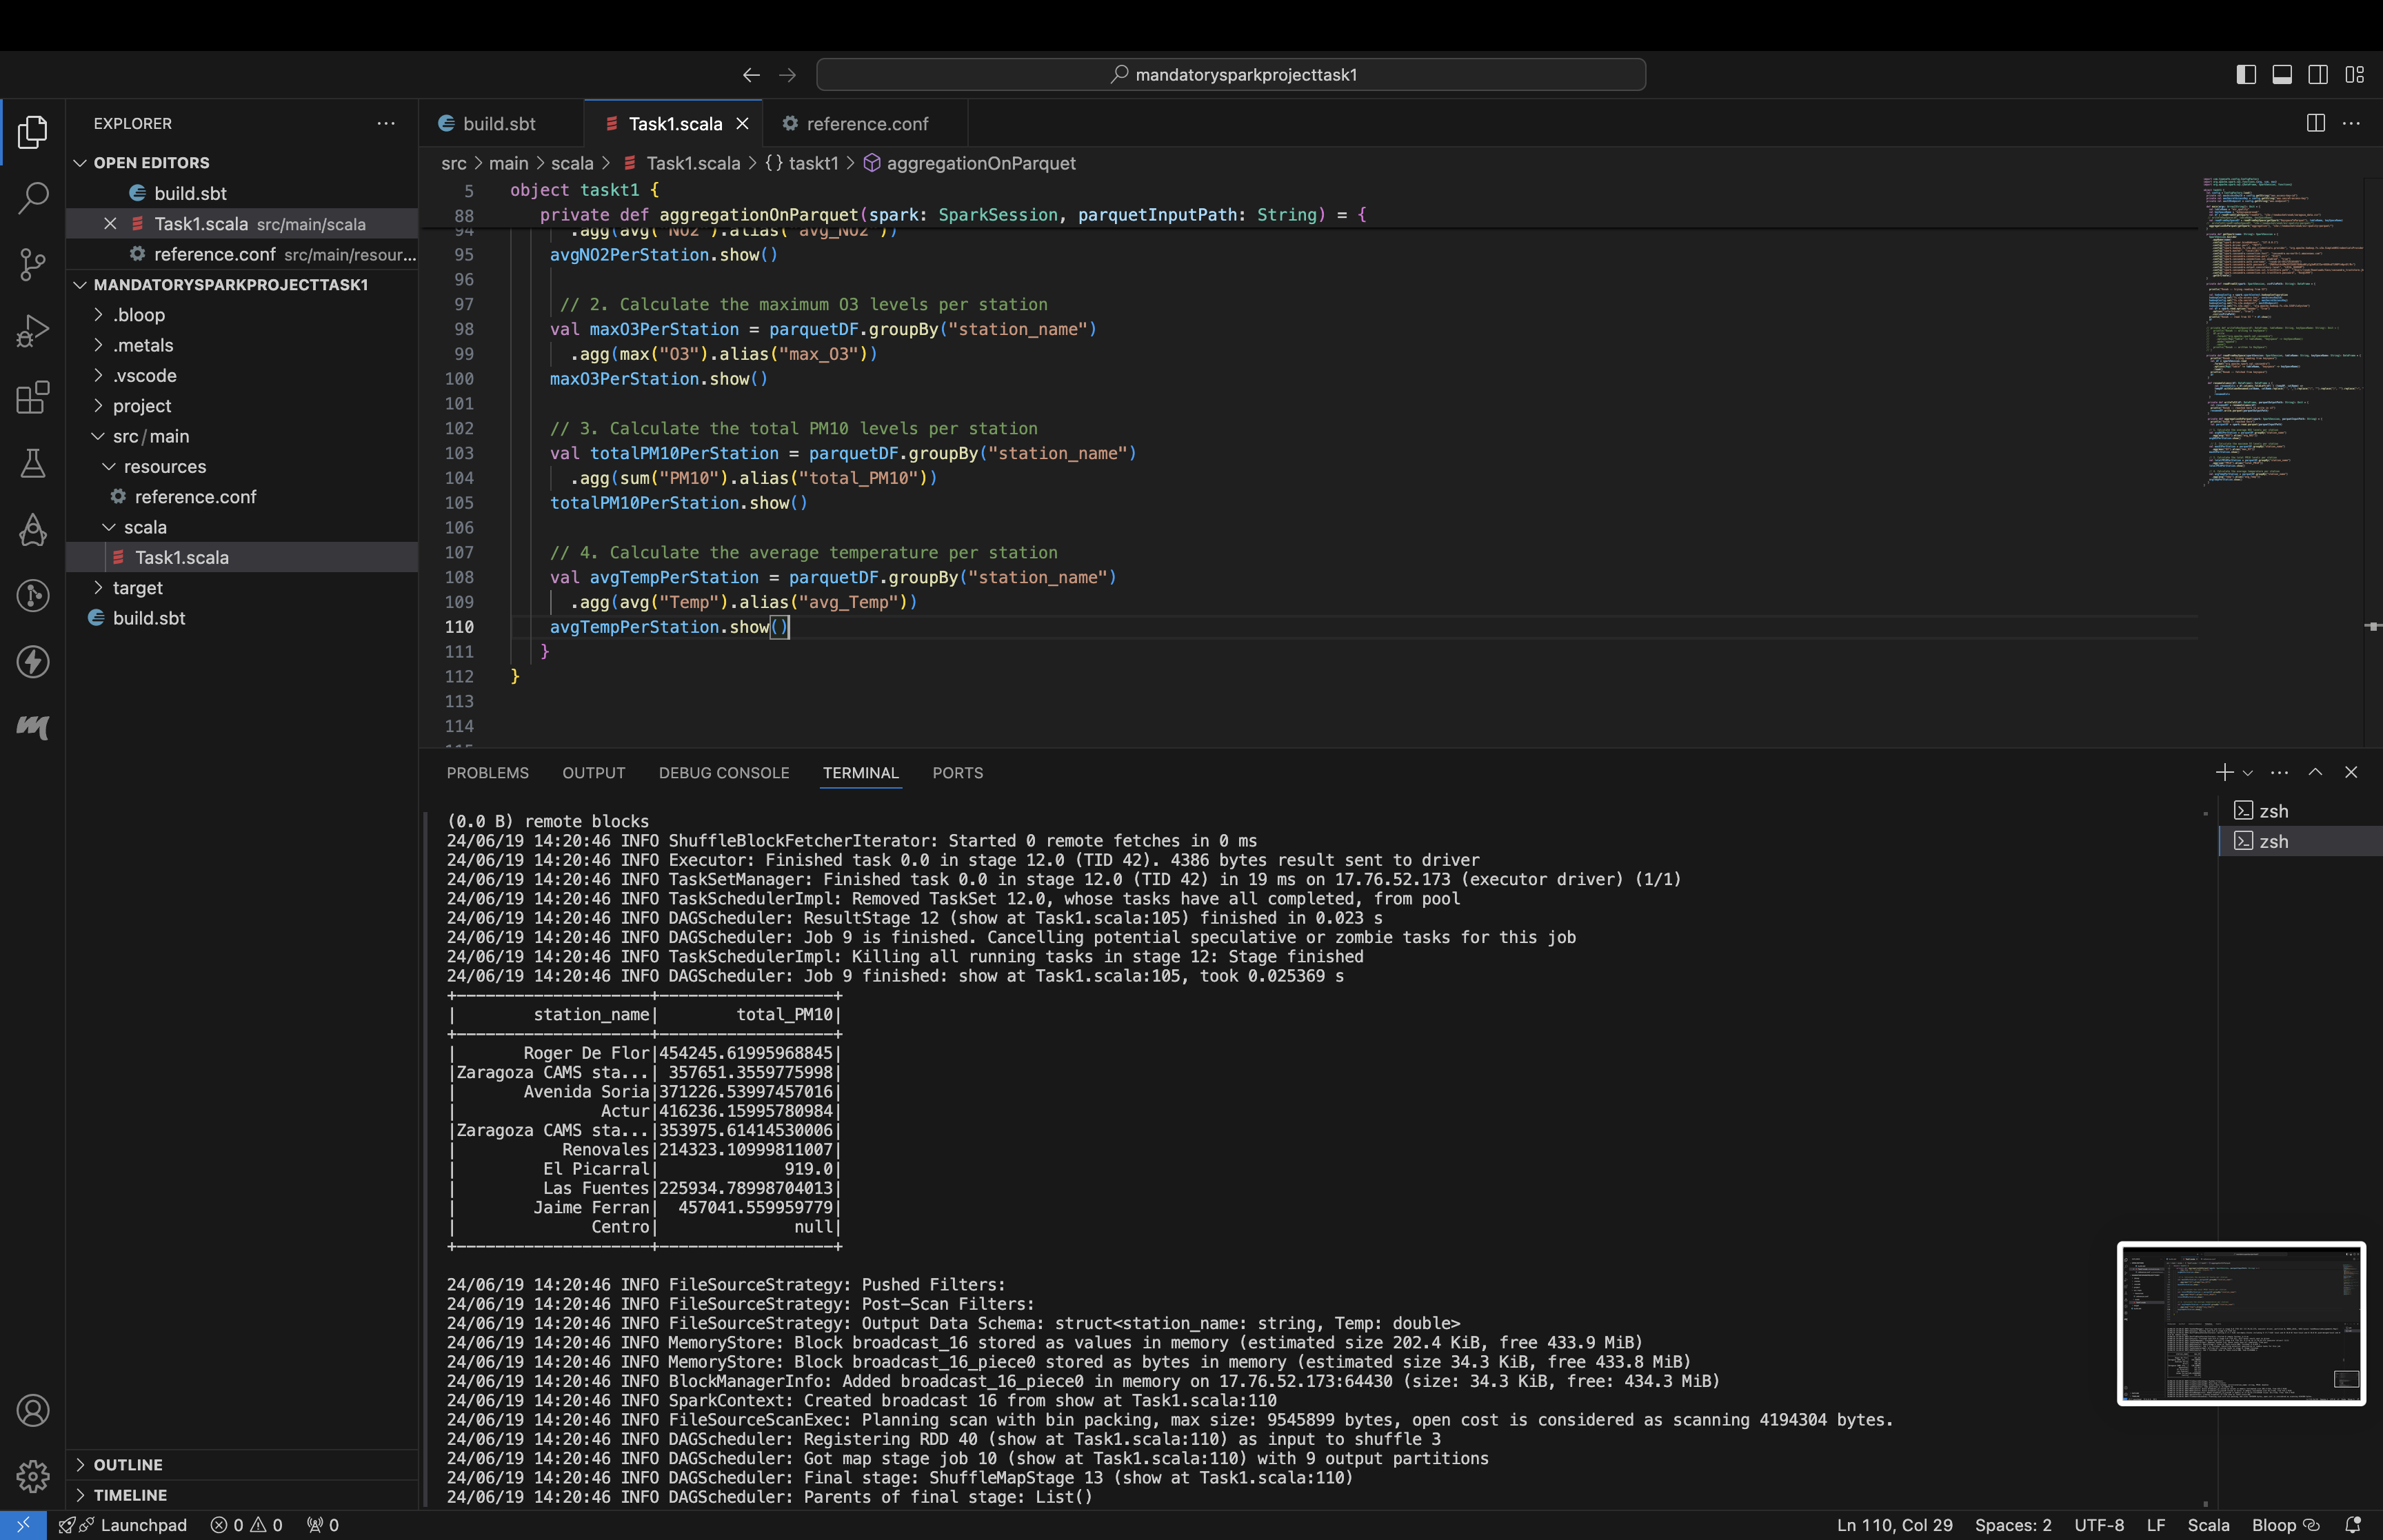 mandatorysparkprojecttask1
EXPLORER
OPEN EDITORS
build.sbt
Task1.scala src/main/scala
reference.conf src/main/resour...
MANDATORYSPARKPROJECTTASK1
.bloop
.metals
.vscode
project
src/main
resources
reference.conf
scala
Task1.scala
target
build.sbt
OUTLINE
TIMELINE
build.sbt
Task1.scala
reference.conf
src > main > scala > Task1.scala > {} taskt1 > aggregationOnParquet
5 object taskt1 {
88 private def aggregationOnParquet(spark: SparkSession, parquetInputPath: String) = {
94 .agg(avg("NO2").alias("avg_NO2"))
95 avgNO2PerStation.show()
96
97 // 2. Calculate the maximum O3 levels per station
98 val maxO3PerStation = parquetDF.groupBy("station_name")
99 .agg(max("O3").alias("max_O3"))
100 maxO3PerStation.show()
101
102 // 3. Calculate the total PM10 levels per station
103 val totalPM10PerStation = parquetDF.groupBy("station_name")
104 .agg(sum("PM10").alias("total_PM10"))
105 totalPM10PerStation.show()
106
107 // 4. Calculate the average temperature per station
108 val avgTempPerStation = parquetDF.groupBy("station_name")
109 .agg(avg("Temp").alias("avg_Temp"))
110 avgTempPerStation.show()
111 }
112 }
113
114
PROBLEMS OUTPUT DEBUG CONSOLE TERMINAL PORTS
zsh
zsh
(0.0 B) remote blocks
24/06/19 14:20:46 INFO ShuffleBlockFetcherIterator: Started 0 remote fetches in 0 ms
24/06/19 14:20:46 INFO Executor: Finished task 0.0 in stage 12.0 (TID 42). 4386 bytes result sent to driver
24/06/19 14:20:46 INFO TaskSetManager: Finished task 0.0 in stage 12.0 (TID 42) in 19 ms on 17.76.52.173 (executor driver) (1/1)
24/06/19 14:20:46 INFO TaskSchedulerImpl: Removed TaskSet 12.0, whose tasks have all completed, from pool
24/06/19 14:20:46 INFO DAGScheduler: ResultStage 12 (show at Task1.scala:105) finished in 0.023 s
24/06/19 14:20:46 INFO DAGScheduler: Job 9 is finished. Cancelling potential speculative or zombie tasks for this job
24/06/19 14:20:46 INFO TaskSchedulerImpl: Killing all running tasks in stage 12: Stage finished
24/06/19 14:20:46 INFO DAGScheduler: Job 9 finished: show at Task1.scala:105, took 0.025369 s
+--------------------+------------------+
|        station_name|        total_PM10|
+--------------------+------------------+
|       Roger De Flor|454245.61995968845|
|Zaragoza CAMS sta...| 357651.3559775998|
|       Avenida Soria|371226.53997457016|
|               Actur|416236.15995780984|
|Zaragoza CAMS sta...|353975.61414530006|
|           Renovales|214323.10999811007|
|         El Picarral|             919.0|
|         Las Fuentes|225934.78998704013|
|        Jaime Ferran|  457041.559959779|
|              Centro|              null|
+--------------------+------------------+
24/06/19 14:20:46 INFO FileSourceStrategy: Pushed Filters:
24/06/19 14:20:46 INFO FileSourceStrategy: Post-Scan Filters:
24/06/19 14:20:46 INFO FileSourceStrategy: Output Data Schema: struct<station_name: string, Temp: double>
24/06/19 14:20:46 INFO MemoryStore: Block broadcast_16 stored as values in memory (estimated size 202.4 KiB, free 433.9 MiB)
24/06/19 14:20:46 INFO MemoryStore: Block broadcast_16_piece0 stored as bytes in memory (estimated size 34.3 KiB, free 433.8 MiB)
24/06/19 14:20:46 INFO BlockManagerInfo: Added broadcast_16_piece0 in memory on 17.76.52.173:64430 (size: 34.3 KiB, free: 434.3 MiB)
24/06/19 14:20:46 INFO SparkContext: Created broadcast 16 from show at Task1.scala:110
24/06/19 14:20:46 INFO FileSourceScanExec: Planning scan with bin packing, max size: 9545899 bytes, open cost is considered as scanning 4194304 bytes.
24/06/19 14:20:46 INFO DAGScheduler: Registering RDD 40 (show at Task1.scala:110) as input to shuffle 3
24/06/19 14:20:46 INFO DAGScheduler: Got map stage job 10 (show at Task1.scala:110) with 9 output partitions
24/06/19 14:20:46 INFO DAGScheduler: Final stage: ShuffleMapStage 13 (show at Task1.scala:110)
24/06/19 14:20:46 INFO DAGScheduler: Parents of final stage: List()
Launchpad 0 0 0
Ln 110, Col 29 Spaces: 2 UTF-8 LF Scala Bloop